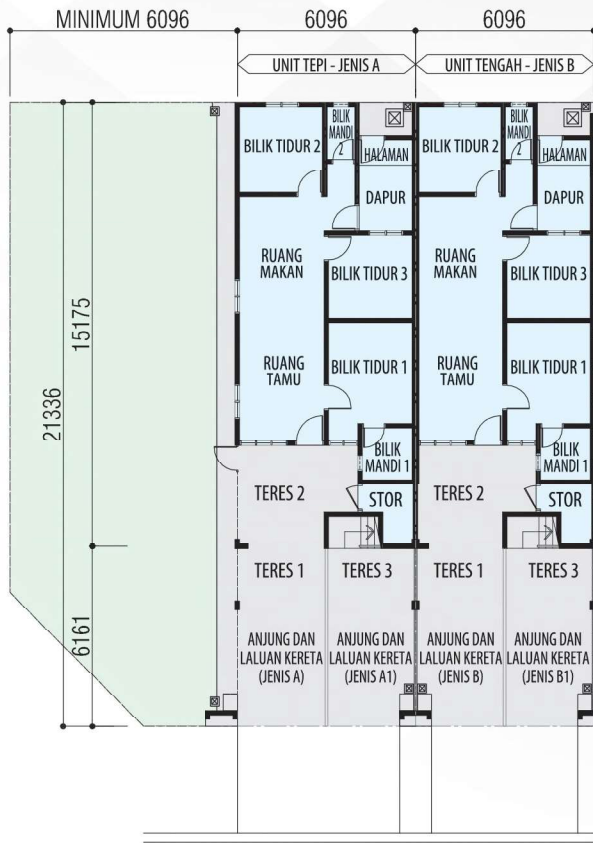 MINIMUM 6096
6096
6096
UNIT TEPI - JENIS A
UNIT TENGAH - JENIS B
21336
15175
6161
BILIK TIDUR 2
BILIK
MANDI
2
HALAMAN
DAPUR
RUANG
MAKAN
BILIK TIDUR 3
RUANG
TAMU
BILIK TIDUR 1
BILIK
MANDI 1
TERES 2
STOR
TERES 1
TERES 3
ANJUNG DAN
LALUAN KERETA
(JENIS A)
ANJUNG DAN
LALUAN KERETA
(JENIS A1)
BILIK TIDUR 2
BILIK
MANDI
2
HALAMAN
DAPUR
RUANG
MAKAN
BILIK TIDUR 3
RUANG
TAMU
BILIK TIDUR 1
BILIK
MANDI 1
TERES 2
STOR
TERES 1
TERES 3
ANJUNG DAN
LALUAN KERETA
(JENIS B)
ANJUNG DAN
LALUAN KERETA
(JENIS B1)